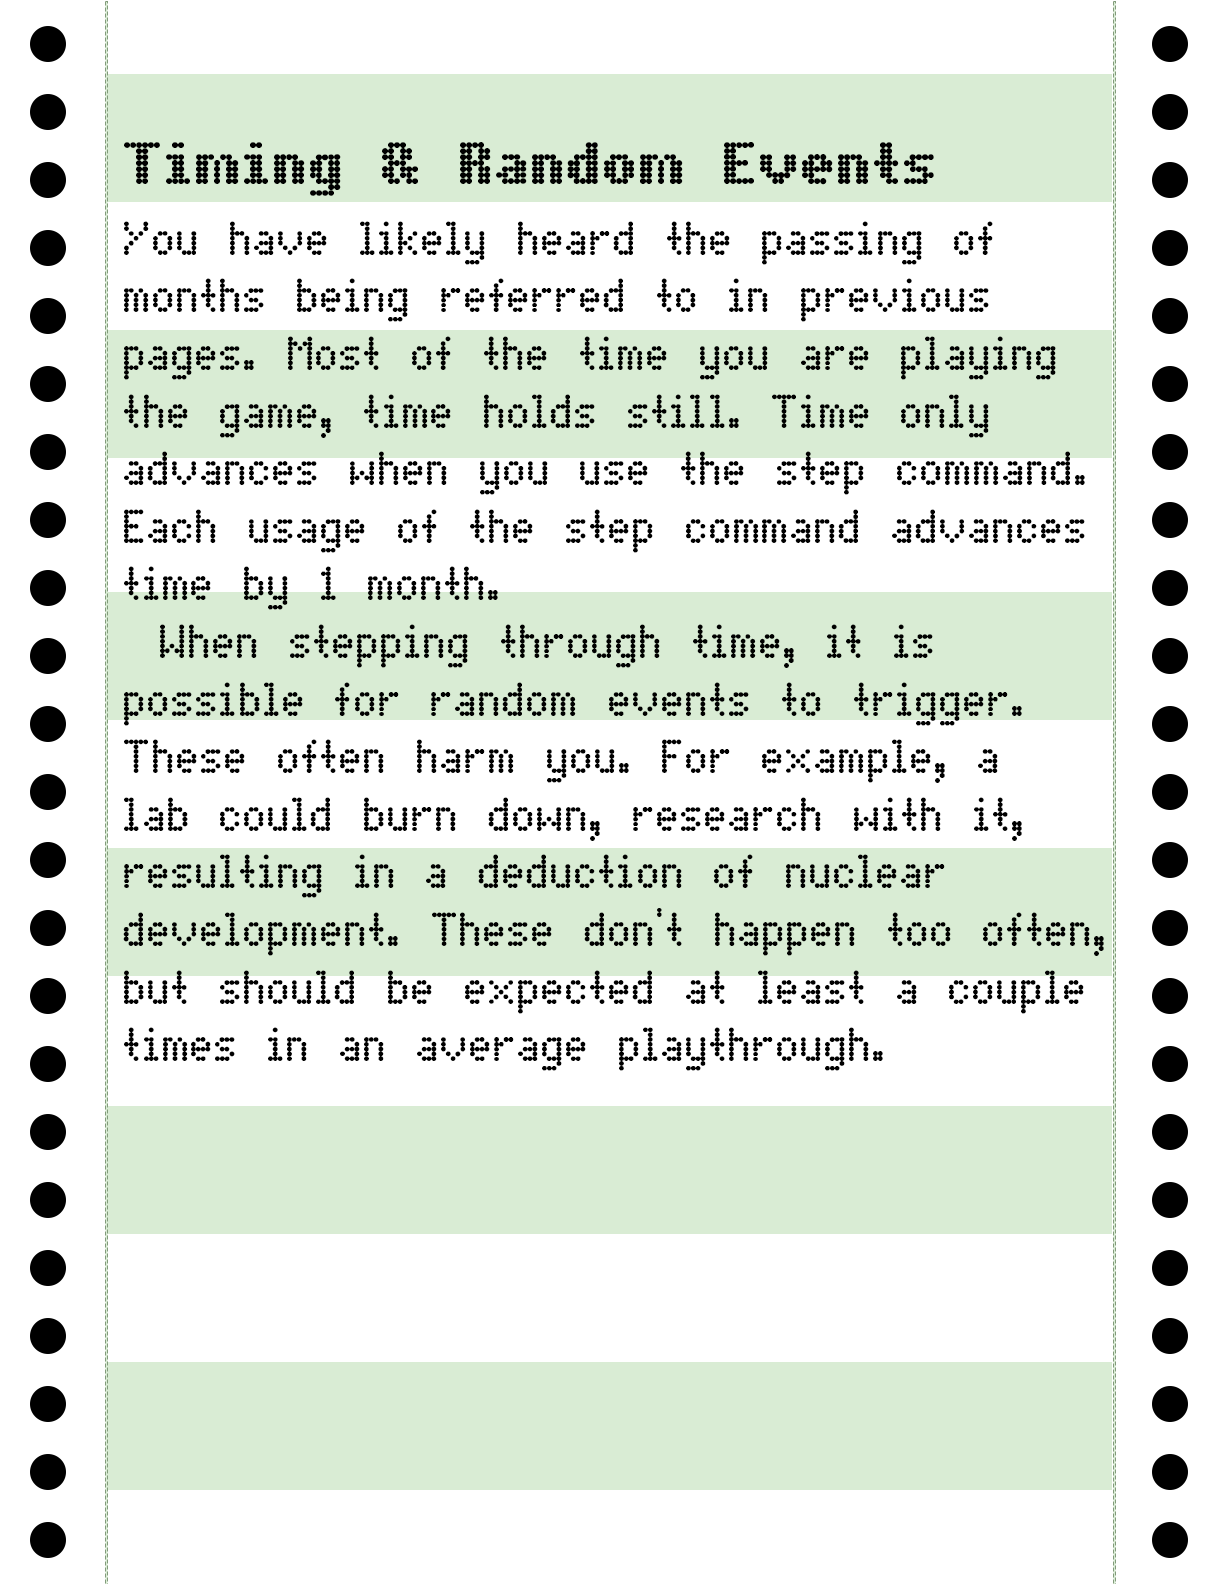 Timing & Random Events
You have likely heard the passing of
months being referred to in previous
pages. Most of the time you are playing
the game, time holds still. Time only
advances when you use the step command.
Each usage of the step command advances
time by 1 month.
When stepping through time, it is
possible for random events to trigger.
These often harm you. For example, a
lab could burn down, research with it,
resulting in a deduction of nuclear
development. These don't happen too often,
but should be expected at least a couple
times in an average playthrough.